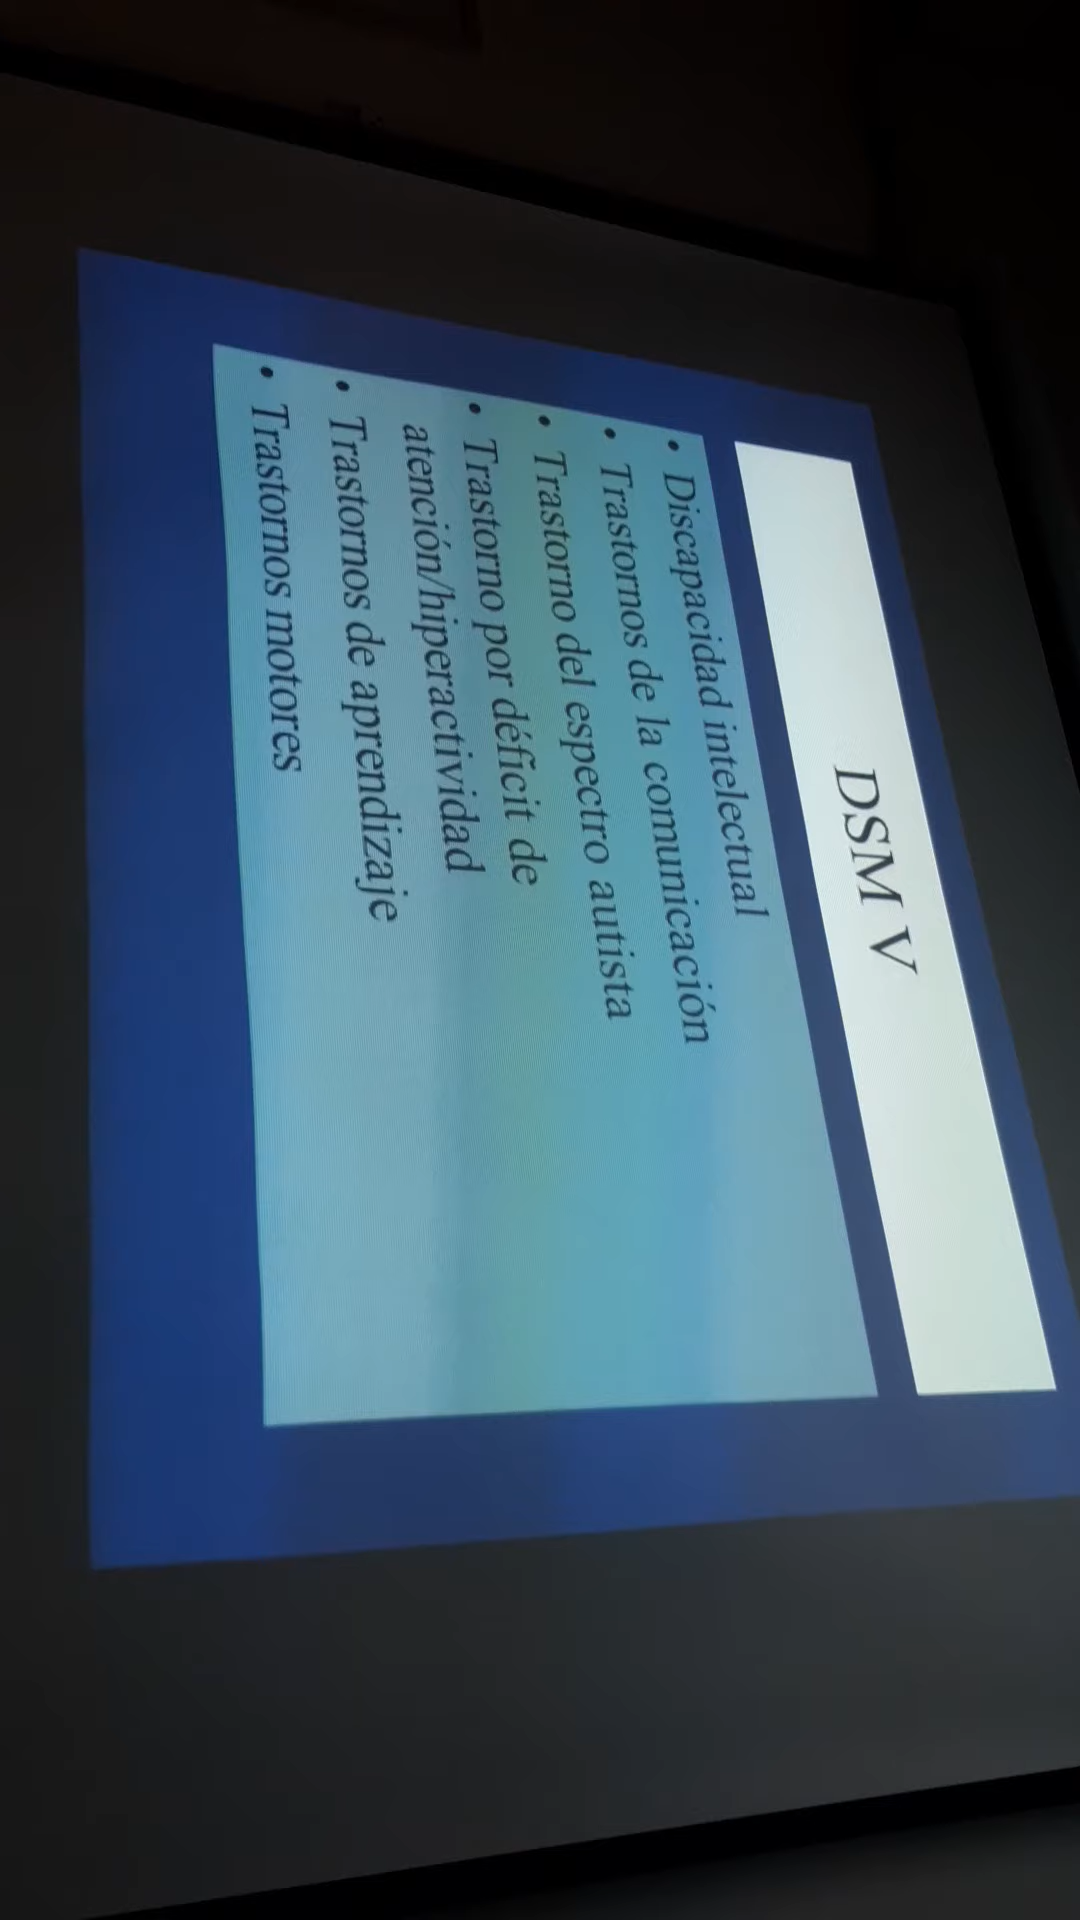 DSM V
• Discapacidad intelectual
• Trastornos de la comunicación
• Trastorno del espectro autista
• Trastorno por déficit de
atención/hiperactividad
• Trastornos de aprendizaje
• Trastornos motores